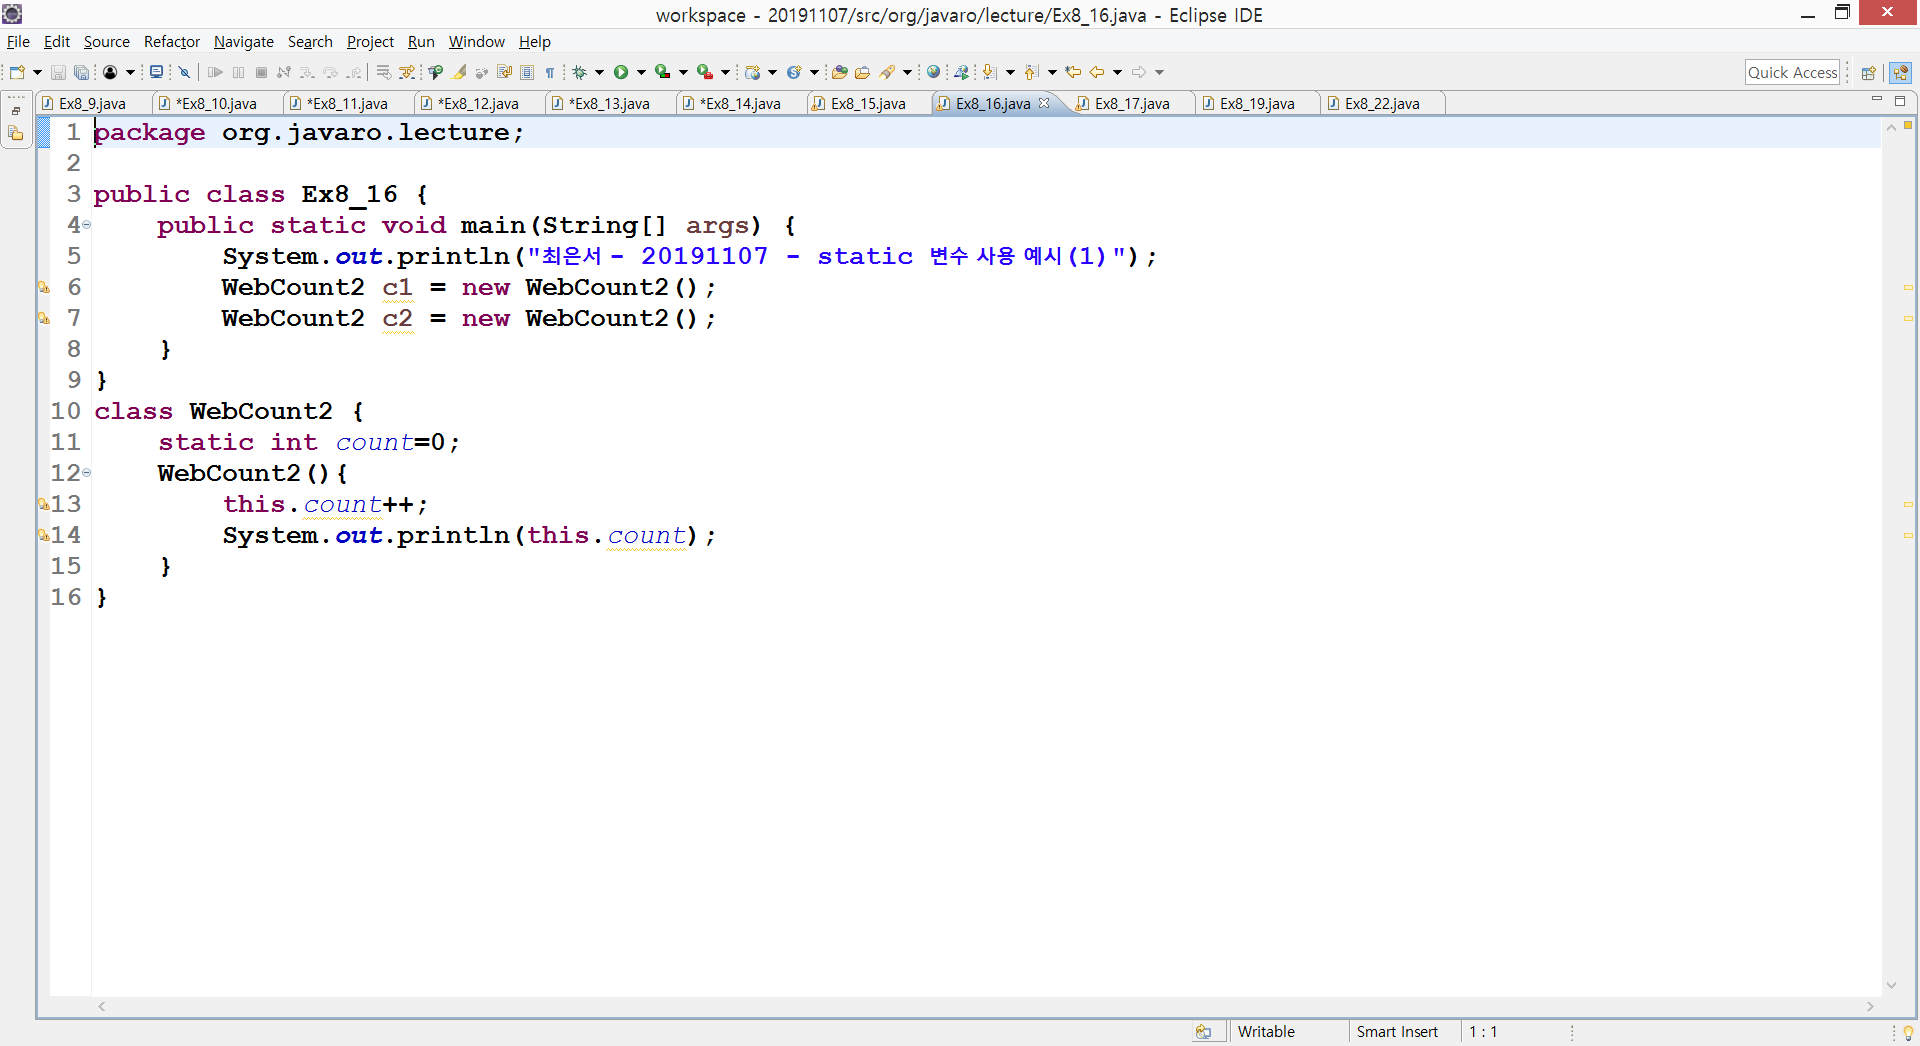 workspace - 20191107/src/org/javaro/lecture/Ex8_16.java - Eclipse IDE
File Edit Source Refactor Navigate Search Project Run Window Help
Quick Access
Ex8_9.java *Ex8_10.java *Ex8_11.java *Ex8_12.java *Ex8_13.java *Ex8_14.java Ex8_15.java Ex8_16.java Ex8_17.java Ex8_19.java Ex8_22.java
1 package org.javaro.lecture;
2
3 public class Ex8_16 {
4 public static void main(String[] args) {
5 System.out.println("최은서 - 20191107 - static 변수 사용 예시(1)");
6 WebCount2 c1 = new WebCount2();
7 WebCount2 c2 = new WebCount2();
8 }
9 }
10 class WebCount2 {
11 static int count=0;
12 WebCount2(){
13 this.count++;
14 System.out.println(this.count);
15 }
16 }
Writable Smart Insert 1 : 1